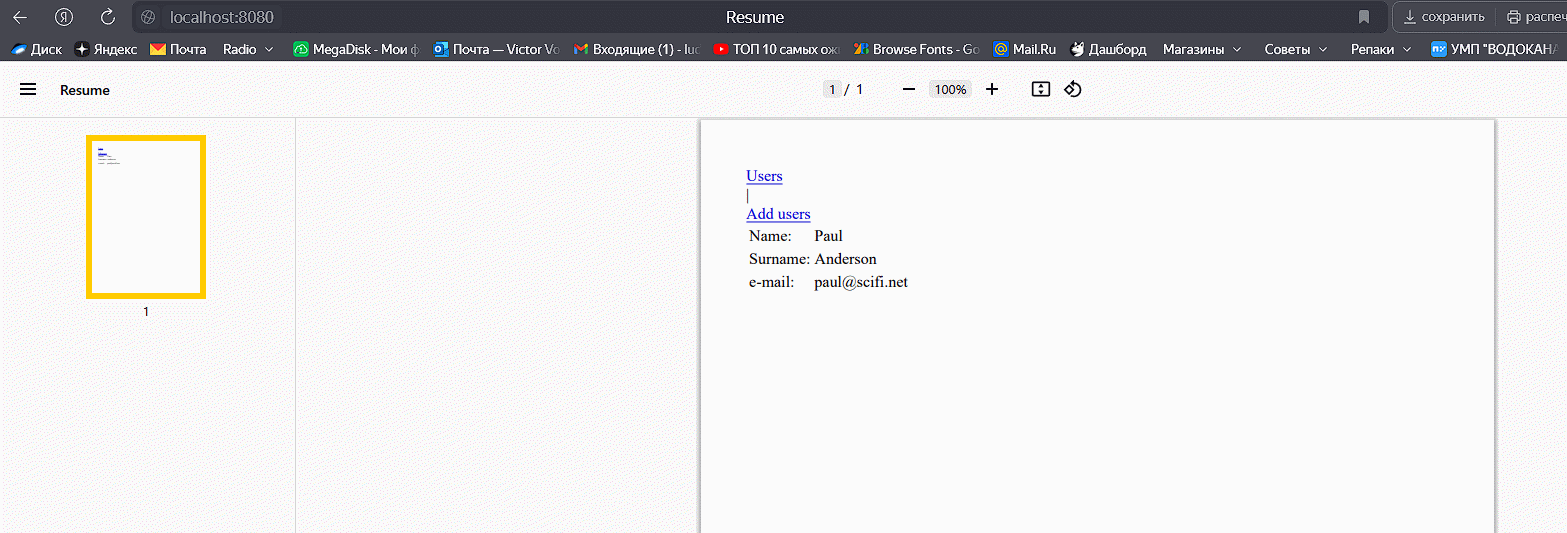 localhost:8080 Resume сохранить распеч
Диск Яндекс Почта Radio MegaDisk - Мои ф Почта — Victor Vo Входящие (1) - luc ТОП 10 самых ож Browse Fonts - Go Mail.Ru Дашборд Магазины Советы Репаки УМП "ВОДОКАНА
Resume 1 / 1 100%
Users
|
Add users
Name: Paul
Surname: Anderson
e-mail: paul@scifi.net
1